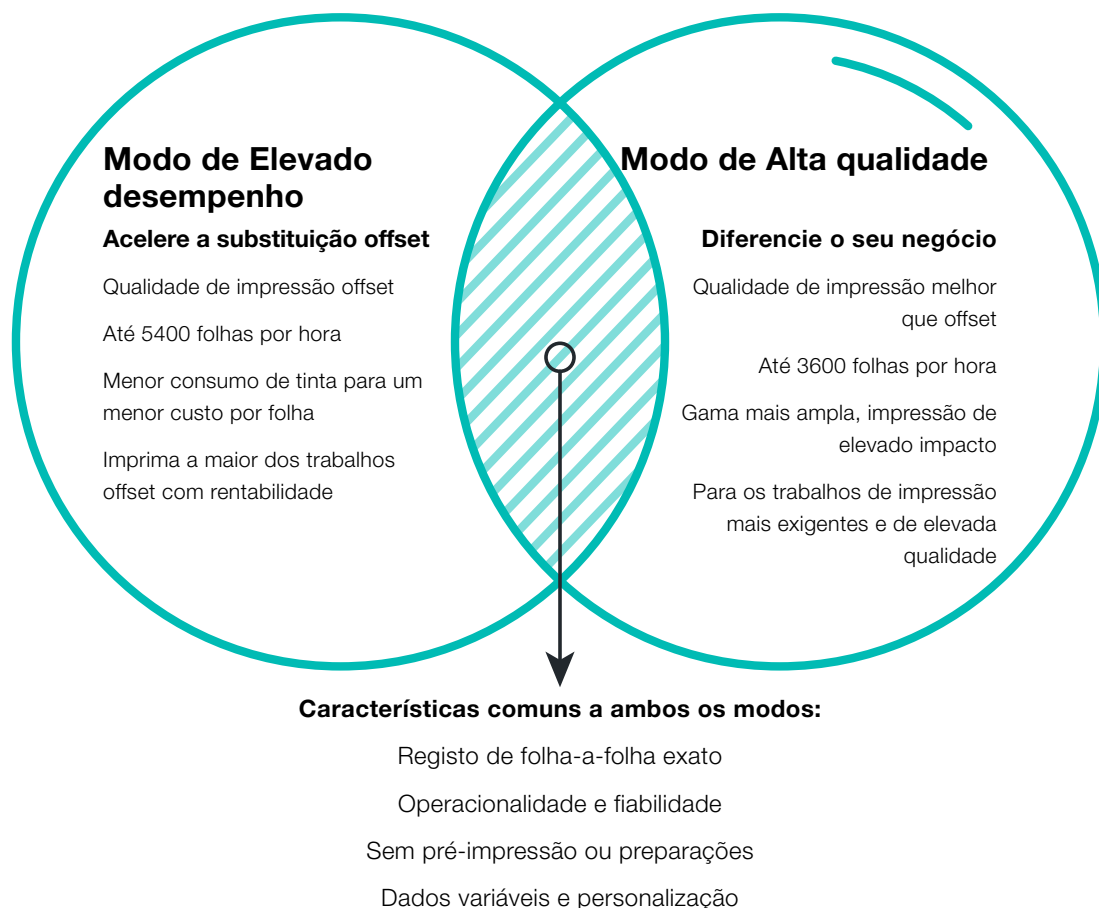 Modo de Elevado
desempenho
Acelere a substituição offset
Qualidade de impressão offset
Até 5400 folhas por hora
Menor consumo de tinta para um
menor custo por folha
Imprima a maior dos trabalhos
offset com rentabilidade
Modo de Alta qualidade
Diferencie o seu negócio
Qualidade de impressão melhor
que offset
Até 3600 folhas por hora
Gama mais ampla, impressão de
elevado impacto
Para os trabalhos de impressão
mais exigentes e de elevada
qualidade
Características comuns a ambos os modos:
Registo de folha-a-folha exato
Operacionalidade e fiabilidade
Sem pré-impressão ou preparações
Dados variáveis e personalização